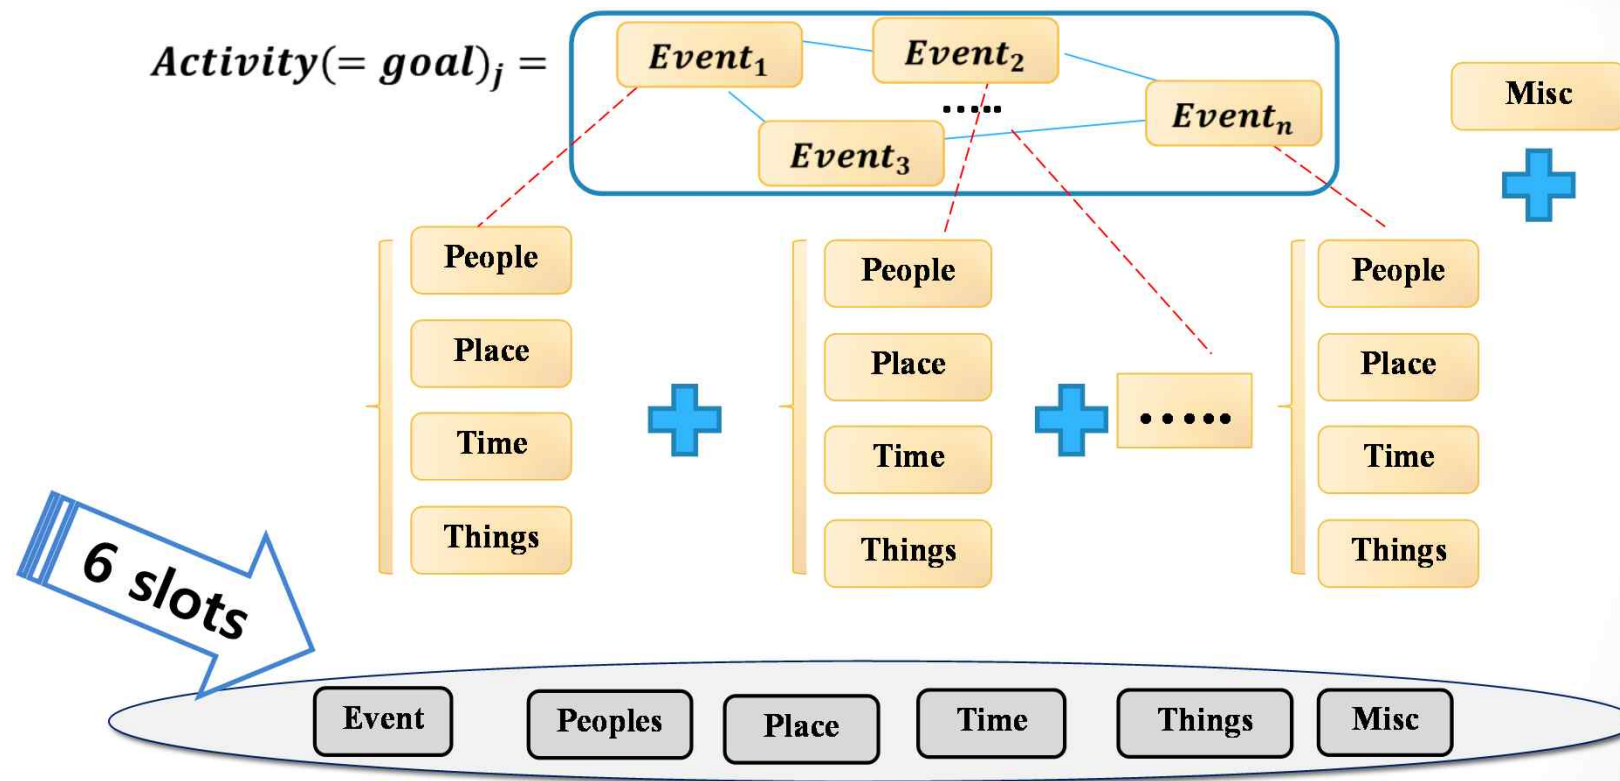 Activity(= goal)j =
Event1
Event2
.....
Event3
Eventn
Misc
People
Place
Time
Things
People
Place
Time
Things
.....
People
Place
Time
Things
6 slots
Event
Peoples
Place
Time
Things
Misc